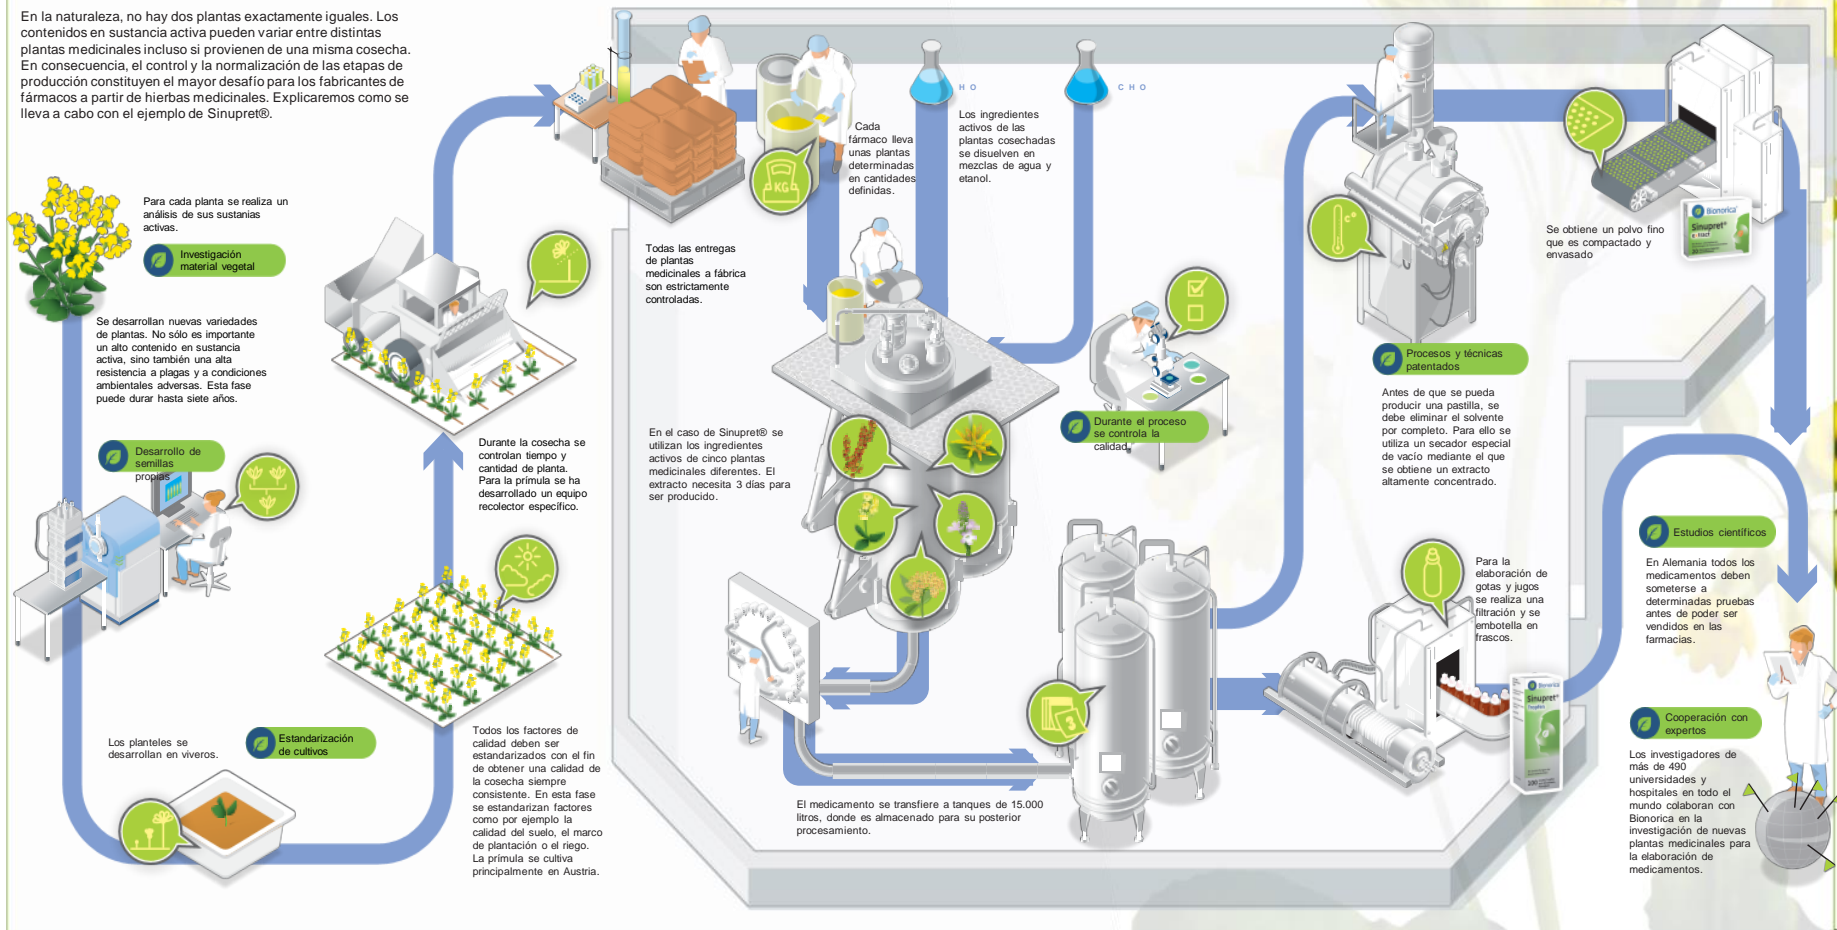 En la naturaleza, no hay dos plantas exactamente iguales. Los
contenidos en sustancia activa pueden variar entre distintas
plantas medicinales incluso si provienen de una misma cosecha.
En consecuencia, el control y la normalización de las etapas de
producción constituyen el mayor desafío para los fabricantes de
fármacos a partir de hierbas medicinales. Explicaremos como se
lleva a cabo con el ejemplo de Sinupret®.
Para cada planta se realiza un
análisis de sus sustanias
activas.
Investigación
material vegetal
Se desarrollan nuevas variedades
de plantas. No sólo es importante
un alto contenido en sustancia
activa, sino también una alta
resistencia a plagas y a condiciones
ambientales adversas. Esta fase
puede durar hasta siete años.
Desarrollo de
semillas
propias
Los planteles se
desarrollan en viveros.
Estandarización
de cultivos
Todos los factores de
calidad deben ser
estandarizados con el fin
de obtener una calidad de
la cosecha siempre
consistente. En esta fase
se estandarizan factores
como por ejemplo la
calidad del suelo, el marco
de plantación o el riego.
La prímula se cultiva
principalmente en Austria.
Durante la cosecha se
controlan tiempo y
cantidad de planta.
Para la prímula se ha
desarrollado un equipo
recolector específico.
Todas las entregas
de plantas
medicinales a fábrica
son estrictamente
controladas.
KG
Cada
fármaco lleva
unas plantas
determinadas
en cantidades
definidas.
H O
C H O
Los ingredientes
activos de las
plantas cosechadas
se disuelven en
mezclas de agua y
etanol.
En el caso de Sinupret® se
utilizan los ingredientes
activos de cinco plantas
medicinales diferentes. El
extracto necesita 3 días para
ser producido.
Durante el proceso
se controla la
calidad
3
El medicamento se transfiere a tanques de 15.000
litros, donde es almacenado para su posterior
procesamiento.
C°
Procesos y técnicas
patentados
Antes de que se pueda
producir una pastilla, se
debe eliminar el solvente
por completo. Para ello se
utiliza un secador especial
de vacío mediante el que
se obtiene un extracto
altamente concentrado.
Se obtiene un polvo fino
que es compactado y
envasado
Bionorica
Sinupret®
Para la
elaboración de
gotas y jugos
se realiza una
filtración y se
embotella en
frascos.
Bionorica
Sinupret®
100
Estudios científicos
En Alemania todos los
medicamentos deben
someterse a
determinadas pruebas
antes de poder ser
vendidos en las
farmacias.
Cooperación con
expertos
Los investigadores de
más de 490
universidades y
hospitales en todo el
mundo colaboran con
Bionorica en la
investigación de nuevas
plantas medicinales para
la elaboración de
medicamentos.